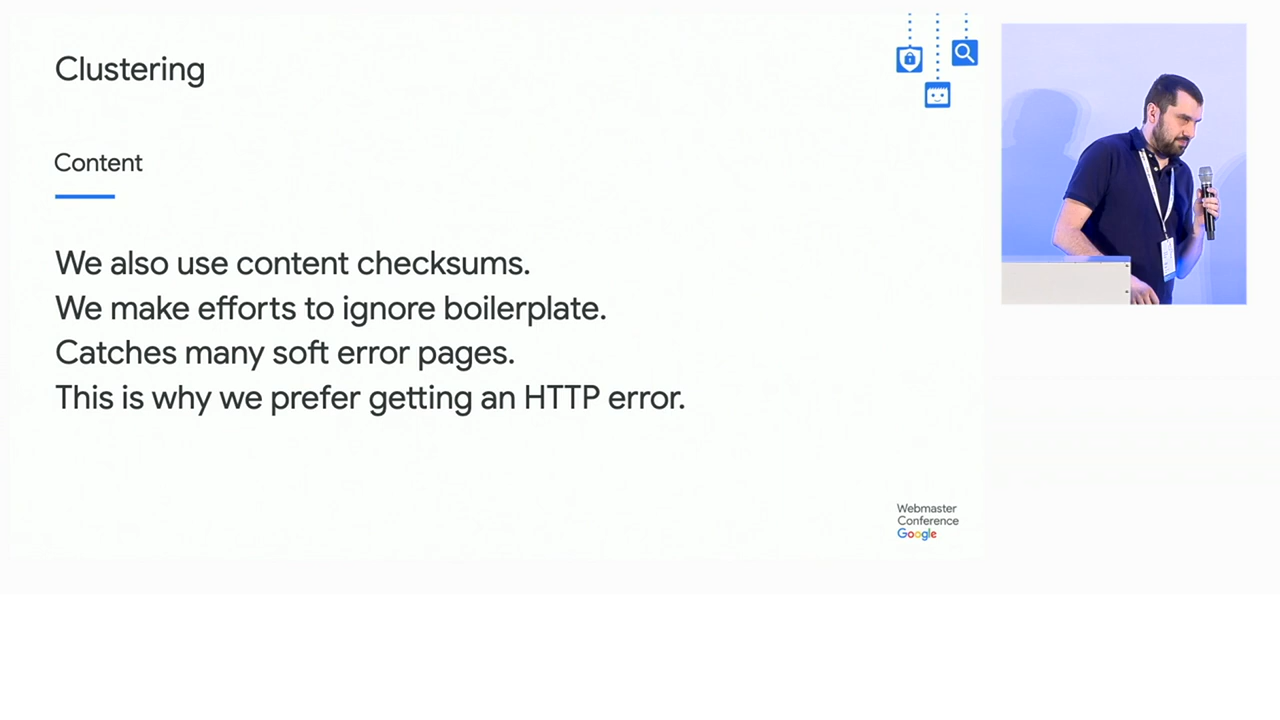 Clustering
Content
We also use content checksums.
We make efforts to ignore boilerplate.
Catches many soft error pages.
This is why we prefer getting an HTTP error.
Webmaster
Conference
Google